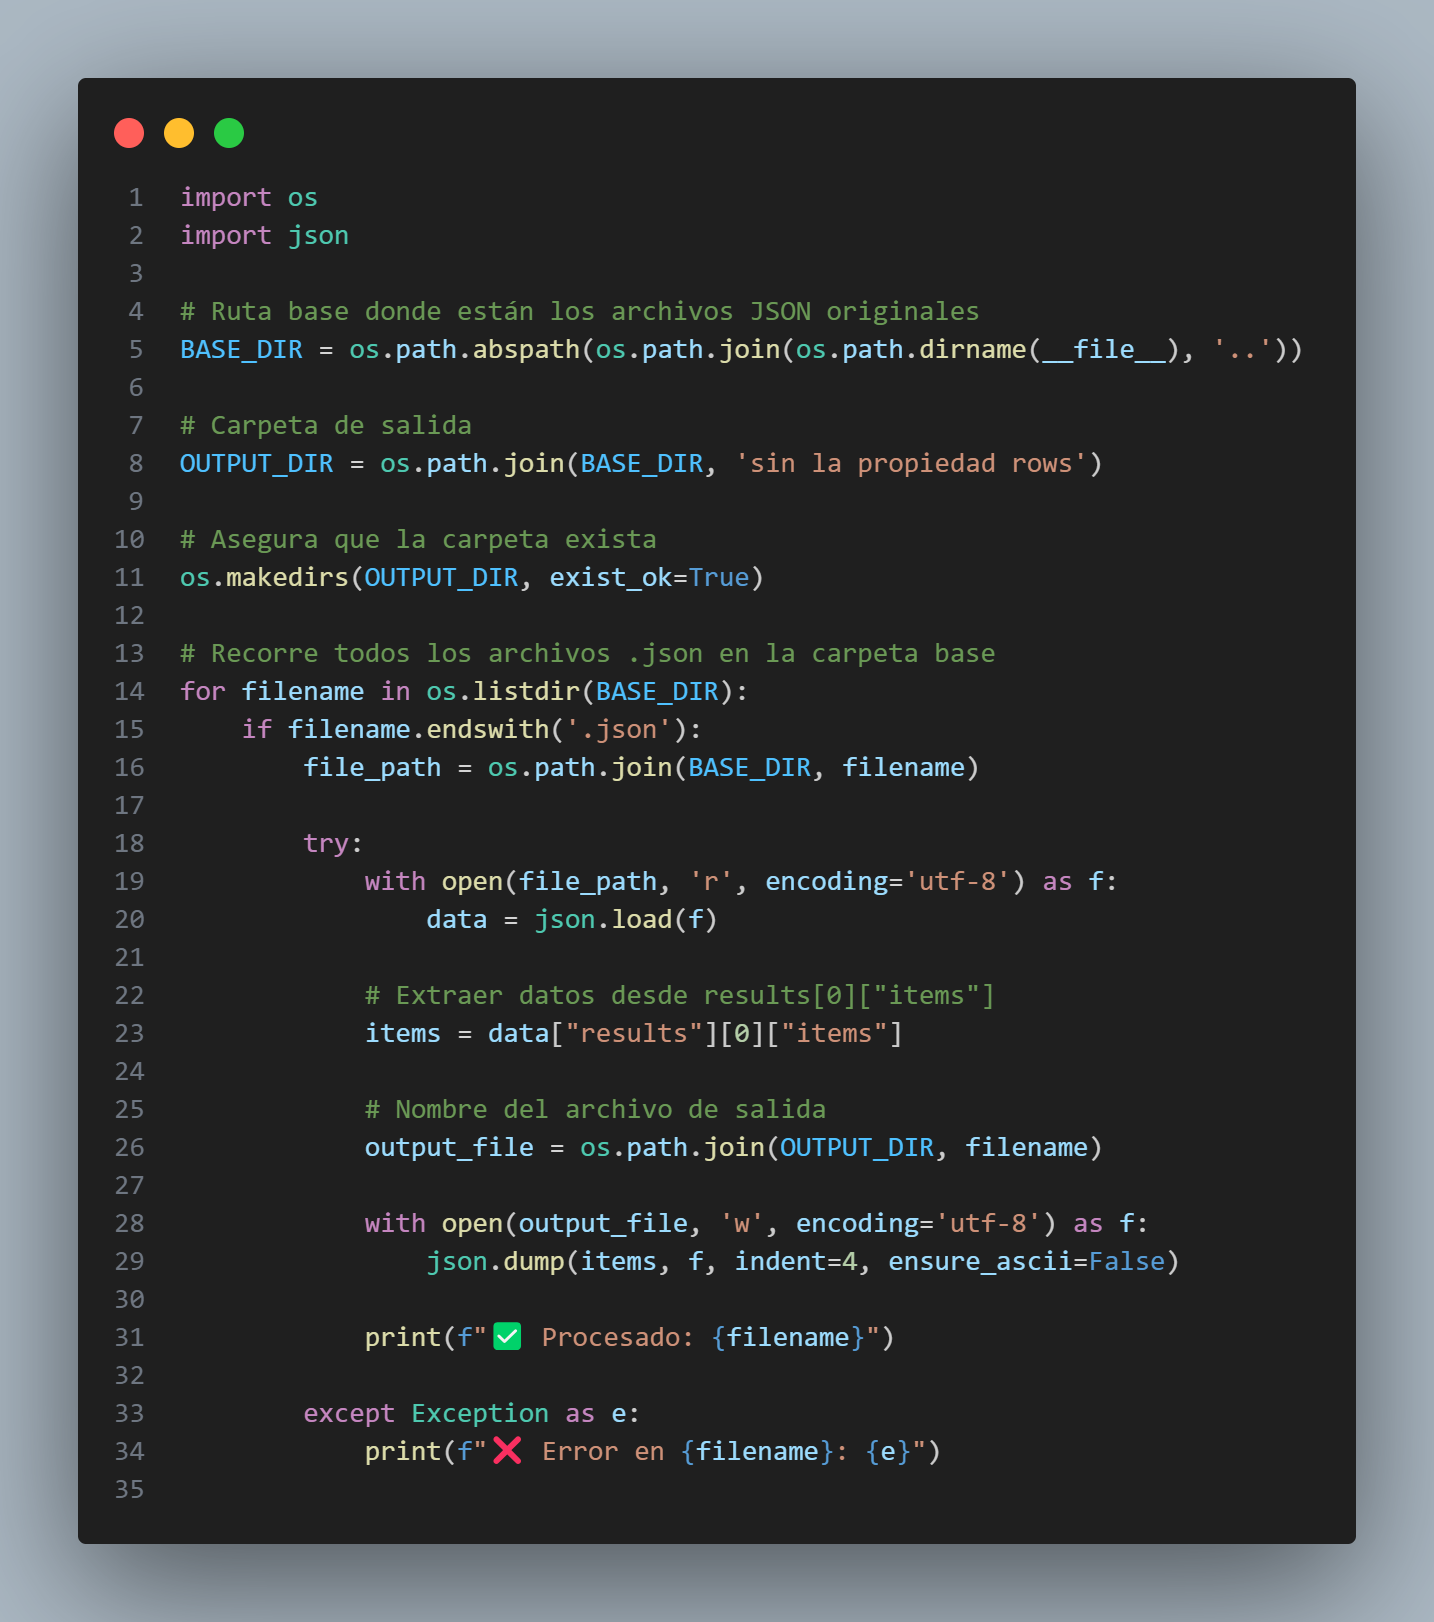 1 import os
2 import json
3
4 # Ruta base donde están los archivos JSON originales
5 BASE_DIR = os.path.abspath(os.path.join(os.path.dirname(__file__), '..'))
6
7 # Carpeta de salida
8 OUTPUT_DIR = os.path.join(BASE_DIR, 'sin la propiedad rows')
9
10 # Asegura que la carpeta exista
11 os.makedirs(OUTPUT_DIR, exist_ok=True)
12
13 # Recorre todos los archivos .json en la carpeta base
14 for filename in os.listdir(BASE_DIR):
15     if filename.endswith('.json'):
16         file_path = os.path.join(BASE_DIR, filename)
17
18         try:
19             with open(file_path, 'r', encoding='utf-8') as f:
20                 data = json.load(f)
21
22             # Extraer datos desde results[0]["items"]
23             items = data["results"][0]["items"]
24
25             # Nombre del archivo de salida
26             output_file = os.path.join(OUTPUT_DIR, filename)
27
28             with open(output_file, 'w', encoding='utf-8') as f:
29                 json.dump(items, f, indent=4, ensure_ascii=False)
30
31             print(f"✅ Procesado: {filename}")
32
33         except Exception as e:
34             print(f"❌ Error en {filename}: {e}")
35